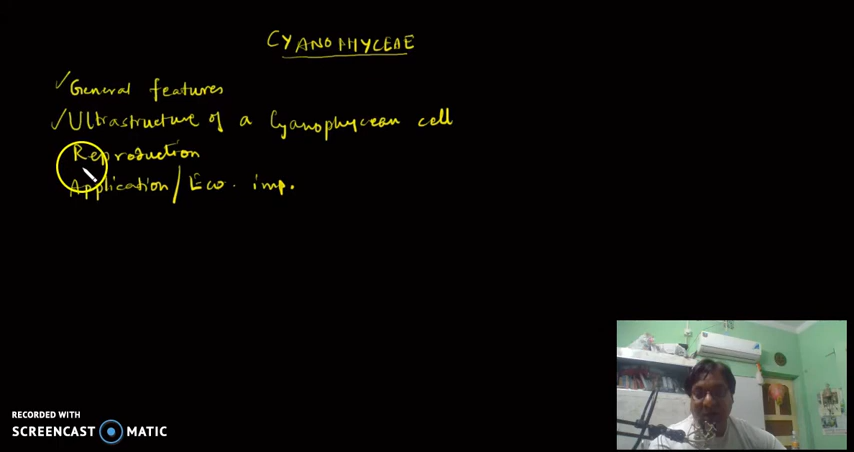 CYANOPHYCEAE
General features
Ultrastructure of a Cyanophycean cell
Reproduction
Application/Eco. imp.
RECORDED WITH
SCREENCAST MATIC